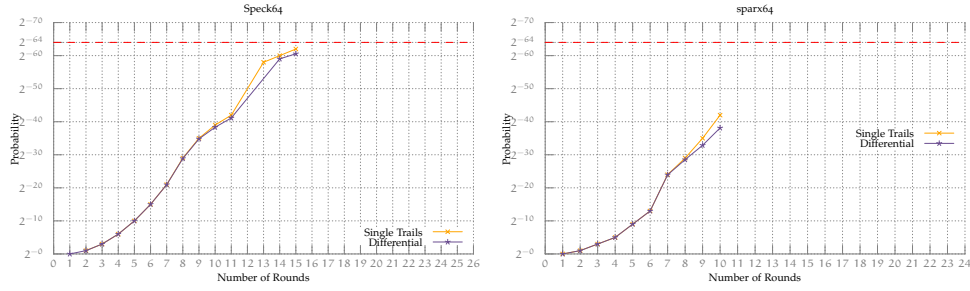 Speck64
2^−70
2^−64
2^−60
2^−50
2^−40
2^−30
2^−20
2^−10
2^−0
Probability
Single Trails
Differential
0 1 2 3 4 5 6 7 8 9 10 11 12 13 14 15 16 17 18 19 20 21 22 23 24 25 26
Number of Rounds
sparx64
2^−70
2^−64
2^−60
2^−50
2^−40
2^−30
2^−20
2^−10
2^−0
Probability
Single Trails
Differential
0 1 2 3 4 5 6 7 8 9 10 11 12 13 14 15 16 17 18 19 20 21 22 23 24
Number of Rounds